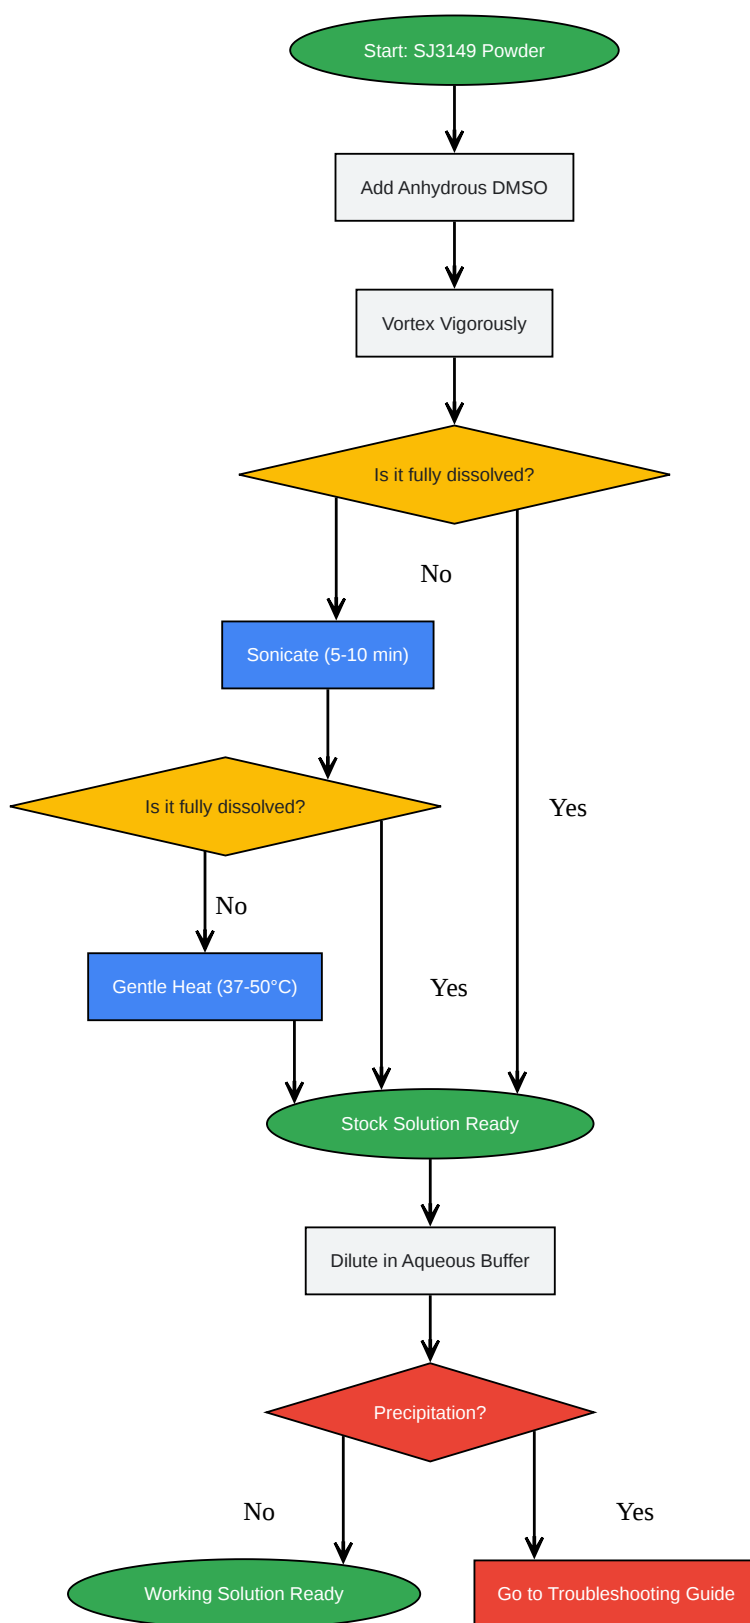 Start: SJ3149 Powder
Add Anhydrous DMSO
Vortex Vigorously
Is it fully dissolved?
No
Sonicate (5-10 min)
Is it fully dissolved?
Yes
No
Gentle Heat (37-50°C)
Yes
Stock Solution Ready
Dilute in Aqueous Buffer
Precipitation?
No
Yes
Working Solution Ready
Go to Troubleshooting Guide